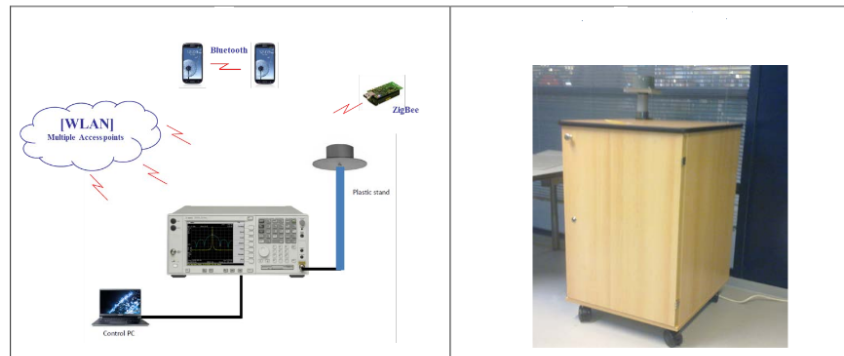 Bluetooth
ZigBee
[WLAN]
Multiple Accesspoints
Plastic stand
Control PC